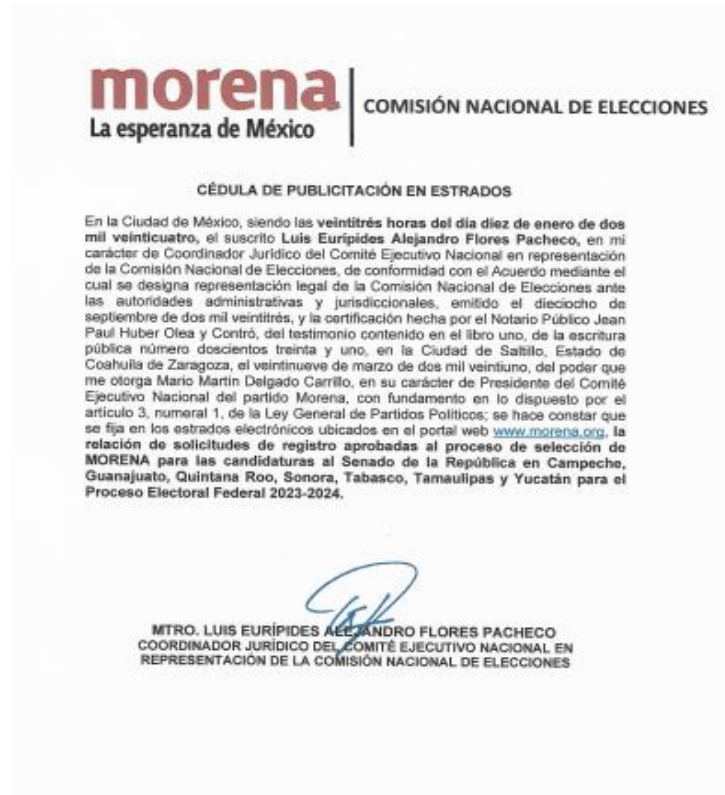 morena
La esperanza de México
COMISIÓN NACIONAL DE ELECCIONES
CÉDULA DE PUBLICITACIÓN EN ESTRADOS
En la Ciudad de México, siendo las veintitrés horas del día diez de enero de dos
mil veinticuatro, el suscrito Luis Eurípides Alejandro Flores Pacheco, en mi
carácter de Coordinador Jurídico del Comité Ejecutivo Nacional en representación
de la Comisión Nacional de Elecciones, de conformidad con el Acuerdo mediante el
cual se designa representación legal de la Comisión Nacional de Elecciones ante
las autoridades administrativas y jurisdiccionales, emitido el dieciocho de
septiembre de dos mil veintitrés, y la certificación hecha por el Notario Público Jean
Paul Huber Olea y Contró, del testimonio contenido en el libro uno, de la escritura
pública número doscientos treinta y uno, en la Ciudad de Saltillo, Estado de
Coahuila de Zaragoza, el veintinueve de marzo de dos mil veintiuno, del poder que
me otorga Mario Martín Delgado Carrillo, en su carácter de Presidente del Comité
Ejecutivo Nacional del partido Morena, con fundamento en lo dispuesto por el
artículo 3, numeral 1, de la Ley General de Partidos Políticos; se hace constar que
se fija en los estrados electrónicos ubicados en el portal web www.morena.org, la
relación de solicitudes de registro aprobadas al proceso de selección de
MORENA para las candidaturas al Senado de la República en Campeche,
Guanajuato, Quintana Roo, Sonora, Tabasco, Tamaulipas y Yucatán para el
Proceso Electoral Federal 2023-2024.
MTRO. LUIS EURÍPIDES ALEJANDRO FLORES PACHECO
COORDINADOR JURÍDICO DEL COMITÉ EJECUTIVO NACIONAL EN
REPRESENTACIÓN DE LA COMISIÓN NACIONAL DE ELECCIONES